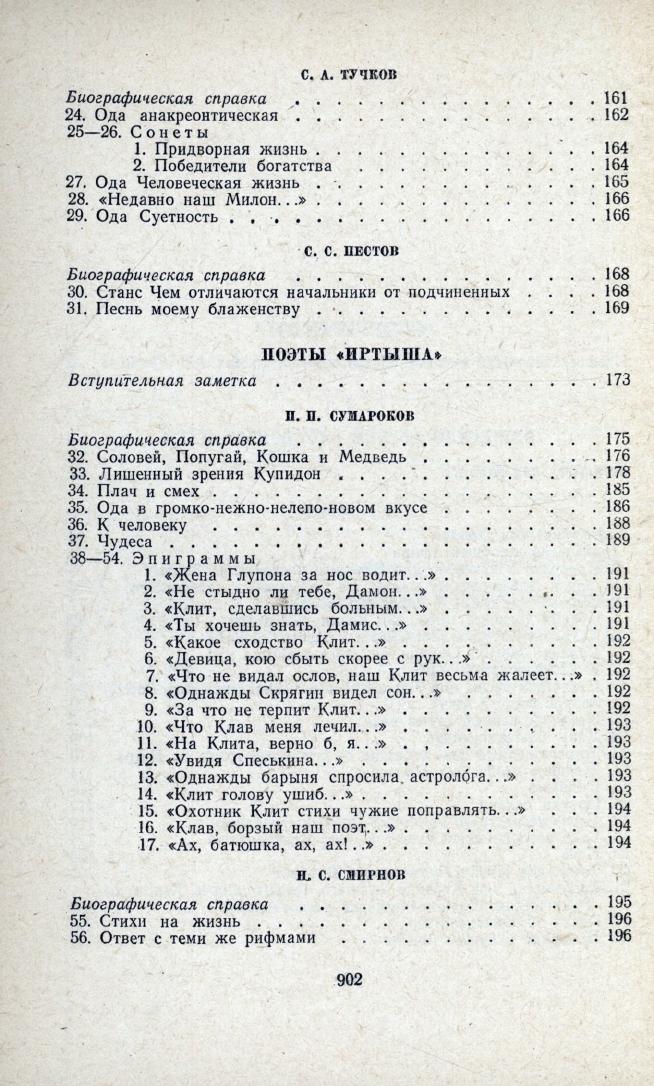 С. А. ТУЧКОВ
Биографическая справка . . . . . . . . . . . . . . . . 161
24. Ода анакреонтическая . . . . . . . . . . . . . . . . 162
25—26. Сонеты
1. Придворная жизнь . . . . . . . . . . . . . . . 164
2. Победители богатства . . . . . . . . . . . . . . 164
27. Ода Человеческая жизнь . . . . . . . . . . . . . . . 165
28. «Недавно наш Милон. . .» . . . . . . . . . . . . . . . 166
29. Ода Суетность . . . . . . . . . . . . . . . . . . . 166
С. С. ПЕСТОВ
Биографическая справка . . . . . . . . . . . . . . . . 168
30. Станс Чем отличаются начальники от подчиненных . . . . 168
31. Песнь моему блаженству . . . . . . . . . . . . . . . 169
ПОЭТЫ «ИРТЫША»
Вступительная заметка . . . . . . . . . . . . . . . . . 173
П. П. СУМАРОКОВ
Биографическая справка . . . . . . . . . . . . . . . . 175
32. Соловей, Попугай, Кошка и Медведь . . . . . . . . . . 176
33. Лишенный зрения Купидон . . . . . . . . . . . . . . 178
34. Плач и смех . . . . . . . . . . . . . . . . . . . . 185
35. Ода в громко-нежно-нелепо-новом вкусе . . . . . . . . . 186
36. К человеку . . . . . . . . . . . . . . . . . . . . 188
37. Чудеса . . . . . . . . . . . . . . . . . . . . . . 189
38—54. Эпиграммы
1. «Жена Глупона за нос водит. . .» . . . . . . . . . 191
2. «Не стыдно ли тебе, Дамон. . .» . . . . . . . . . . 191
3. «Клит, сделавшись больным. . .» . . . . . . . . . . 191
4. «Ты хочешь знать, Дамис. . .» . . . . . . . . . . . 191
5. «Какое сходство Клит. . .» . . . . . . . . . . . . 192
6. «Девица, кою сбыть скорее с рук. . .» . . . . . . . 192
7. «Что не видал ослов, наш Клит весьма жалеет. . .» . 192
8. «Однажды Скрягин видел сон. . .» . . . . . . . . . 192
9. «За что не терпит Клит. . .» . . . . . . . . . . . 192
10. «Что Клав меня лечил. . .» . . . . . . . . . . . . 193
11. «На Клита, верно б, я. . .» . . . . . . . . . . . . 193
12. «Увидя Спеськина. . .» . . . . . . . . . . . . . . 193
13. «Однажды барыня спросила астролога. . .» . . . . . 193
14. «Клит голову ушиб. . .» . . . . . . . . . . . . . 193
15. «Охотник Клит стихи чужие поправлять. . .» . . . . 194
16. «Клав, борзый наш поэт. . .» . . . . . . . . . . . 194
17. «Ах, батюшка, ах, ах! . .» . . . . . . . . . . . . 194
Н. С. СМИРНОВ
Биографическая справка . . . . . . . . . . . . . . . . 195
55. Стихи на жизнь . . . . . . . . . . . . . . . . . . 196
56. Ответ с теми же рифмами . . . . . . . . . . . . . . 196
902